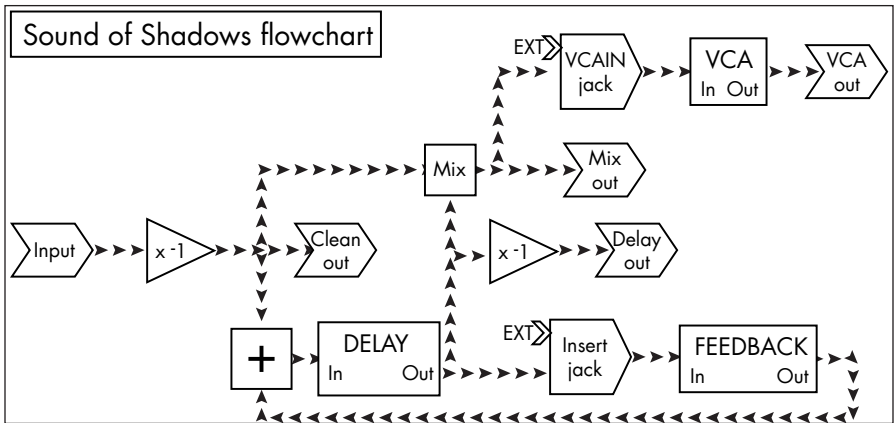 Sound of Shadows flowchart
EXT
VCAIN
jack
VCA
In Out
VCA
out
Mix
Mix
out
Input
x -1
Clean
out
x -1
Delay
out
+
DELAY
In Out
EXT
Insert
jack
FEEDBACK
In Out